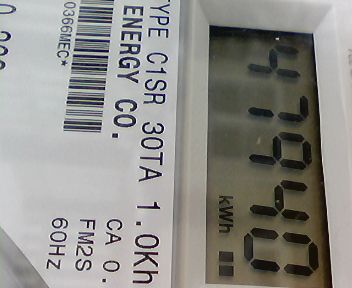 47940
kWh
TYPE C1SR 30TA 1.0Kh
ENERGY CO.
CA 0.
FM2S
0366MEC*
60HZ